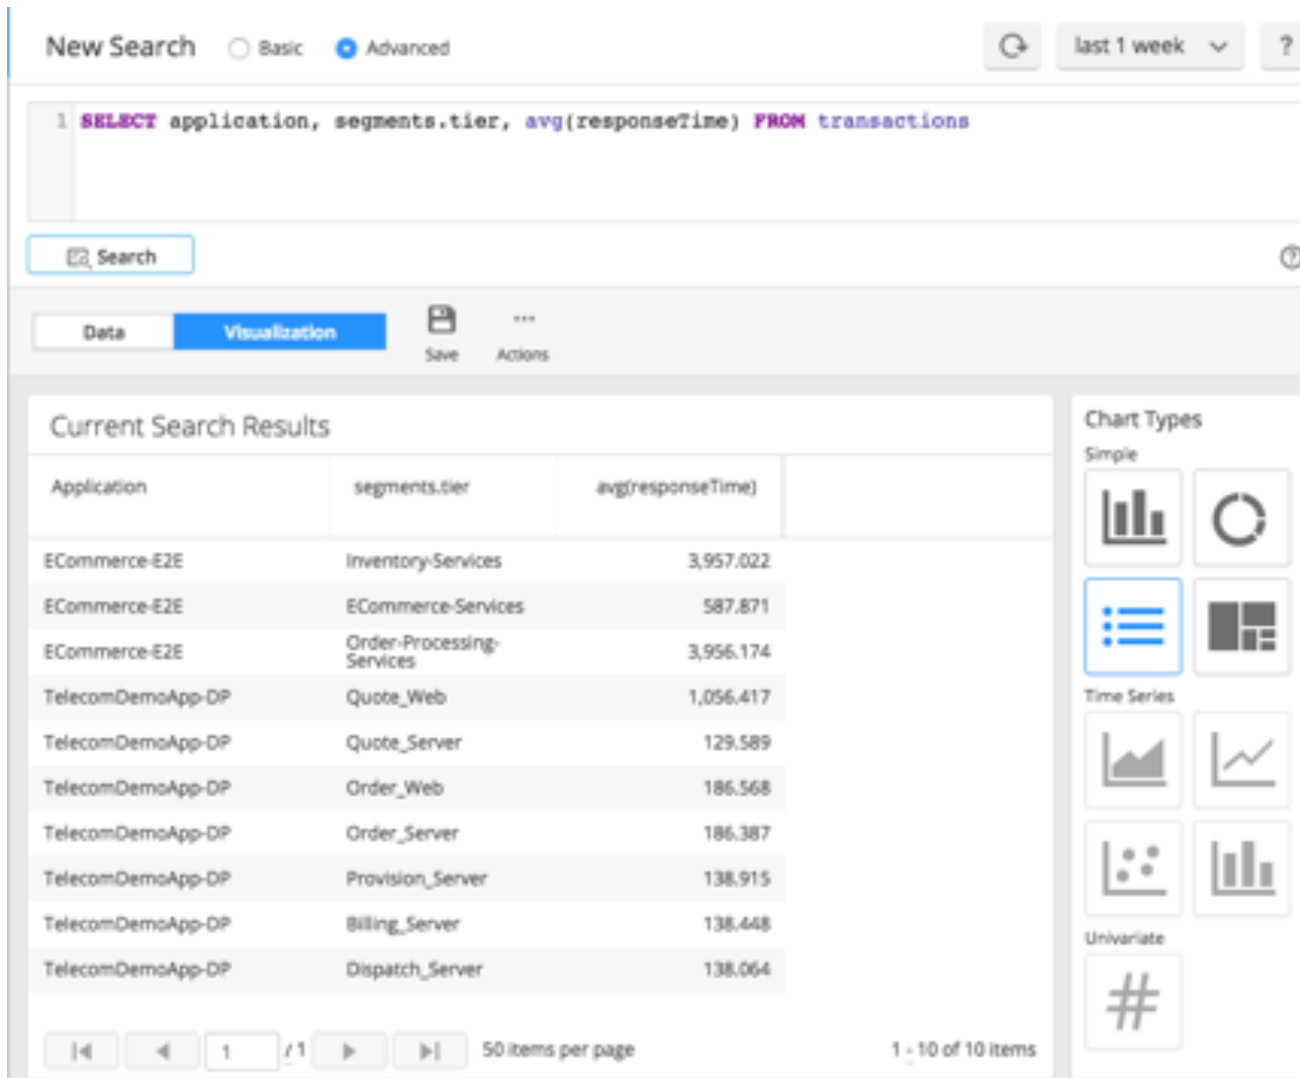 New Search Basic Advanced last 1 week ?
1 SELECT application, segments.tier, avg(responseTime) FROM transactions
Search ?
Data Visualization Save Actions
Current Search Results
Application segments.tier avg(responseTime)
ECommerce-E2E Inventory-Services 3,957.022
ECommerce-E2E ECommerce-Services 587.871
ECommerce-E2E Order-Processing-
Services 3,956.174
TelecomDemoApp-DP Quote_Web 1,056.417
TelecomDemoApp-DP Quote_Server 129.589
TelecomDemoApp-DP Order_Web 186.568
TelecomDemoApp-DP Order_Server 186.387
TelecomDemoApp-DP Provision_Server 138.915
TelecomDemoApp-DP Billing_Server 138.448
TelecomDemoApp-DP Dispatch_Server 138.064
1 / 1 50 items per page 1 - 10 of 10 items
Chart Types
Simple
Time Series
Univariate
#